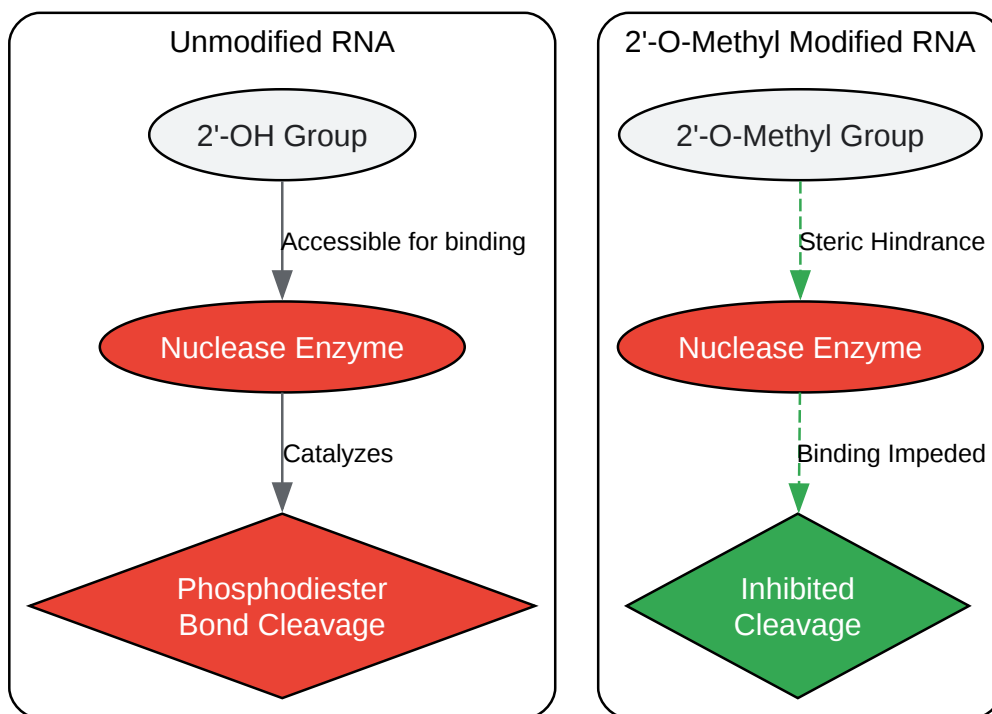 Unmodified RNA
2'-OH Group
Accessible for binding
Nuclease Enzyme
Catalyzes
Phosphodiester
Bond Cleavage
2'-O-Methyl Modified RNA
2'-O-Methyl Group
Steric Hindrance
Nuclease Enzyme
Binding Impeded
Inhibited
Cleavage